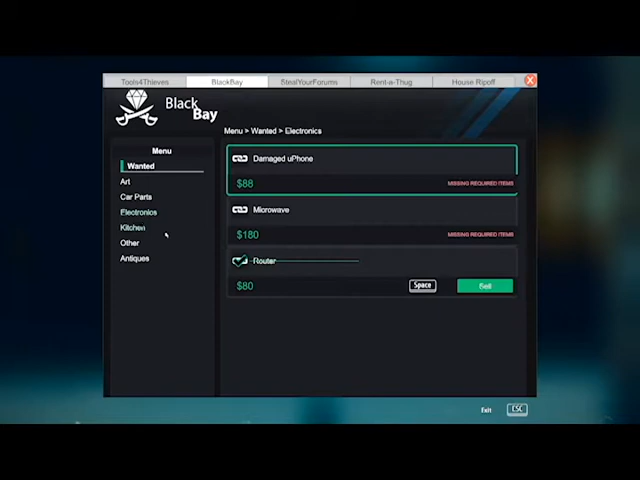 Tools4Thieves BlackBay StealYourForums Rent-a-Thug House Ripoff X
Black
Bay
Menu > Wanted > Electronics
Menu
Wanted
Art
Car Parts
Electronics
Kitchen
Other
Antiques
Damaged uPhone
$88 MISSING REQUIRED ITEMS
Microwave
$180 MISSING REQUIRED ITEMS
Router
$80 Space Sell
Exit ESC